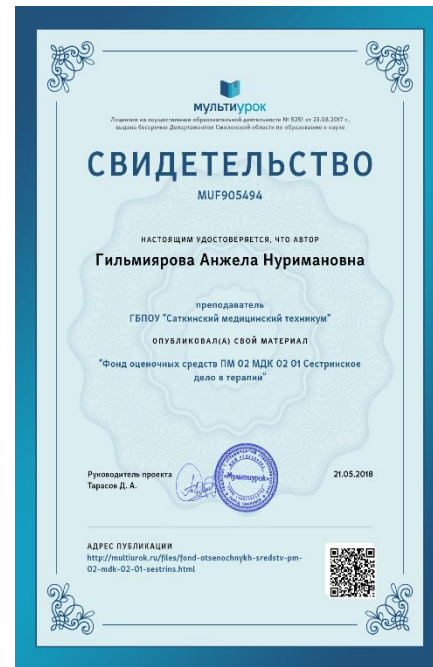 мультиурок
Лицензия на осуществление образовательной деятельности № 5251 от 25.08.2017 г.,
выдана бессрочно Департаментом Смоленской области по образованию и науке
СВИДЕТЕЛЬСТВО
MUF905494
НАСТОЯЩИМ УДОСТОВЕРЯЕТСЯ, ЧТО АВТОР
Гильмиярова Анжела Нуримановна
преподаватель
ГБПОУ "Саткинский медицинский техникум"
ОПУБЛИКОВАЛ(А) СВОЙ МАТЕРИАЛ
"Фонд оценочных средств ПМ 02 МДК 02 01 Сестринское
дело в терапии"
Руководитель проекта
Тарасов Д. А.
«Мультиурок»
21.05.2018
АДРЕС ПУБЛИКАЦИИ
http://multiurok.ru/files/fond-otsenochnykh-sredstv-pm-
02-mdk-02-01-sestrins.html